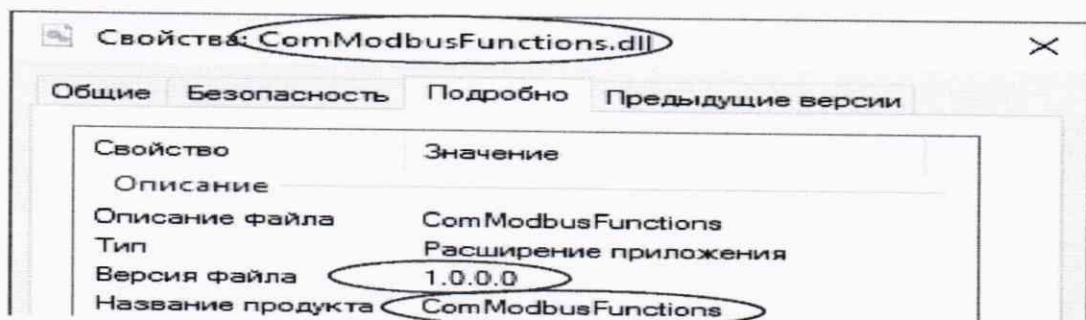 Свойства: ComModbusFunctions.dll
Общие Безопасность Подробно Предыдущие версии
Свойство Значение
Описание
Описание файла ComModbusFunctions
Тип Расширение приложения
Версия файла 1.0.0.0
Название продукта ComModbusFunctions